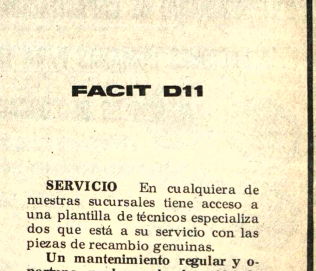 FACIT D11
SERVICIO En cualquiera de
nuestras sucursales tiene acceso a
una plantilla de técnicos especializa
dos que está a su servicio con las
piezas de recambio genuinas.
Un mantenimiento regular y o-